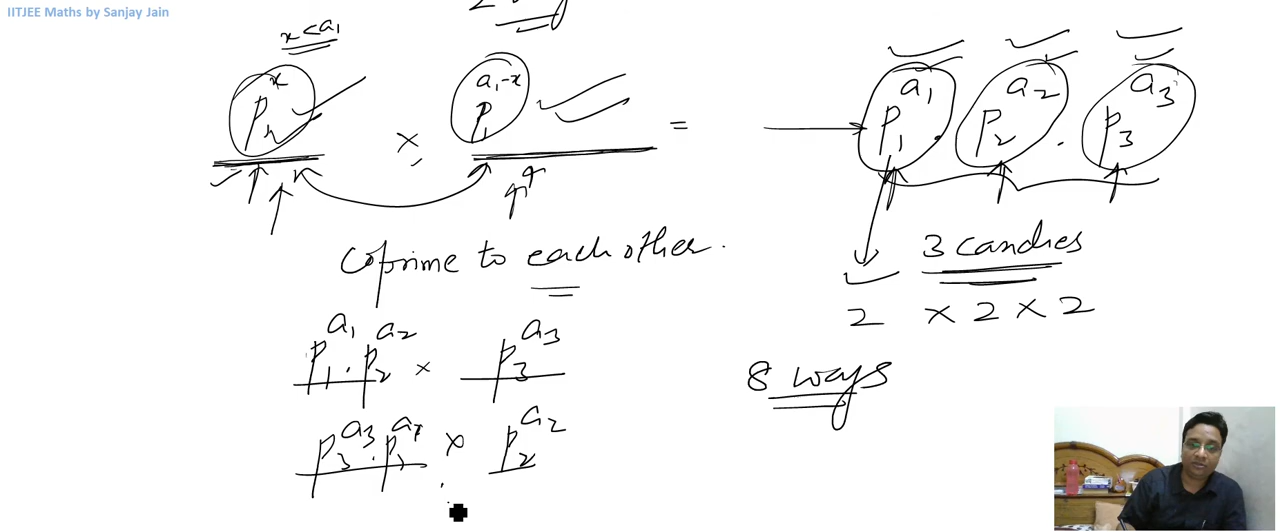 IITJEE Maths by Sanjay Jain
x < a₁
p₁ˣ × p₁^(a₁-x) = p₁^a₁ . p₂^a₂ . p₃^a₃
Coprime to each other.
3 candies
2 × 2 × 2
p₁^a₁ . p₂^a₂ × p₃^a₃
8 ways
p₃^a₃ . p₁^a₁ × p₂^a₂